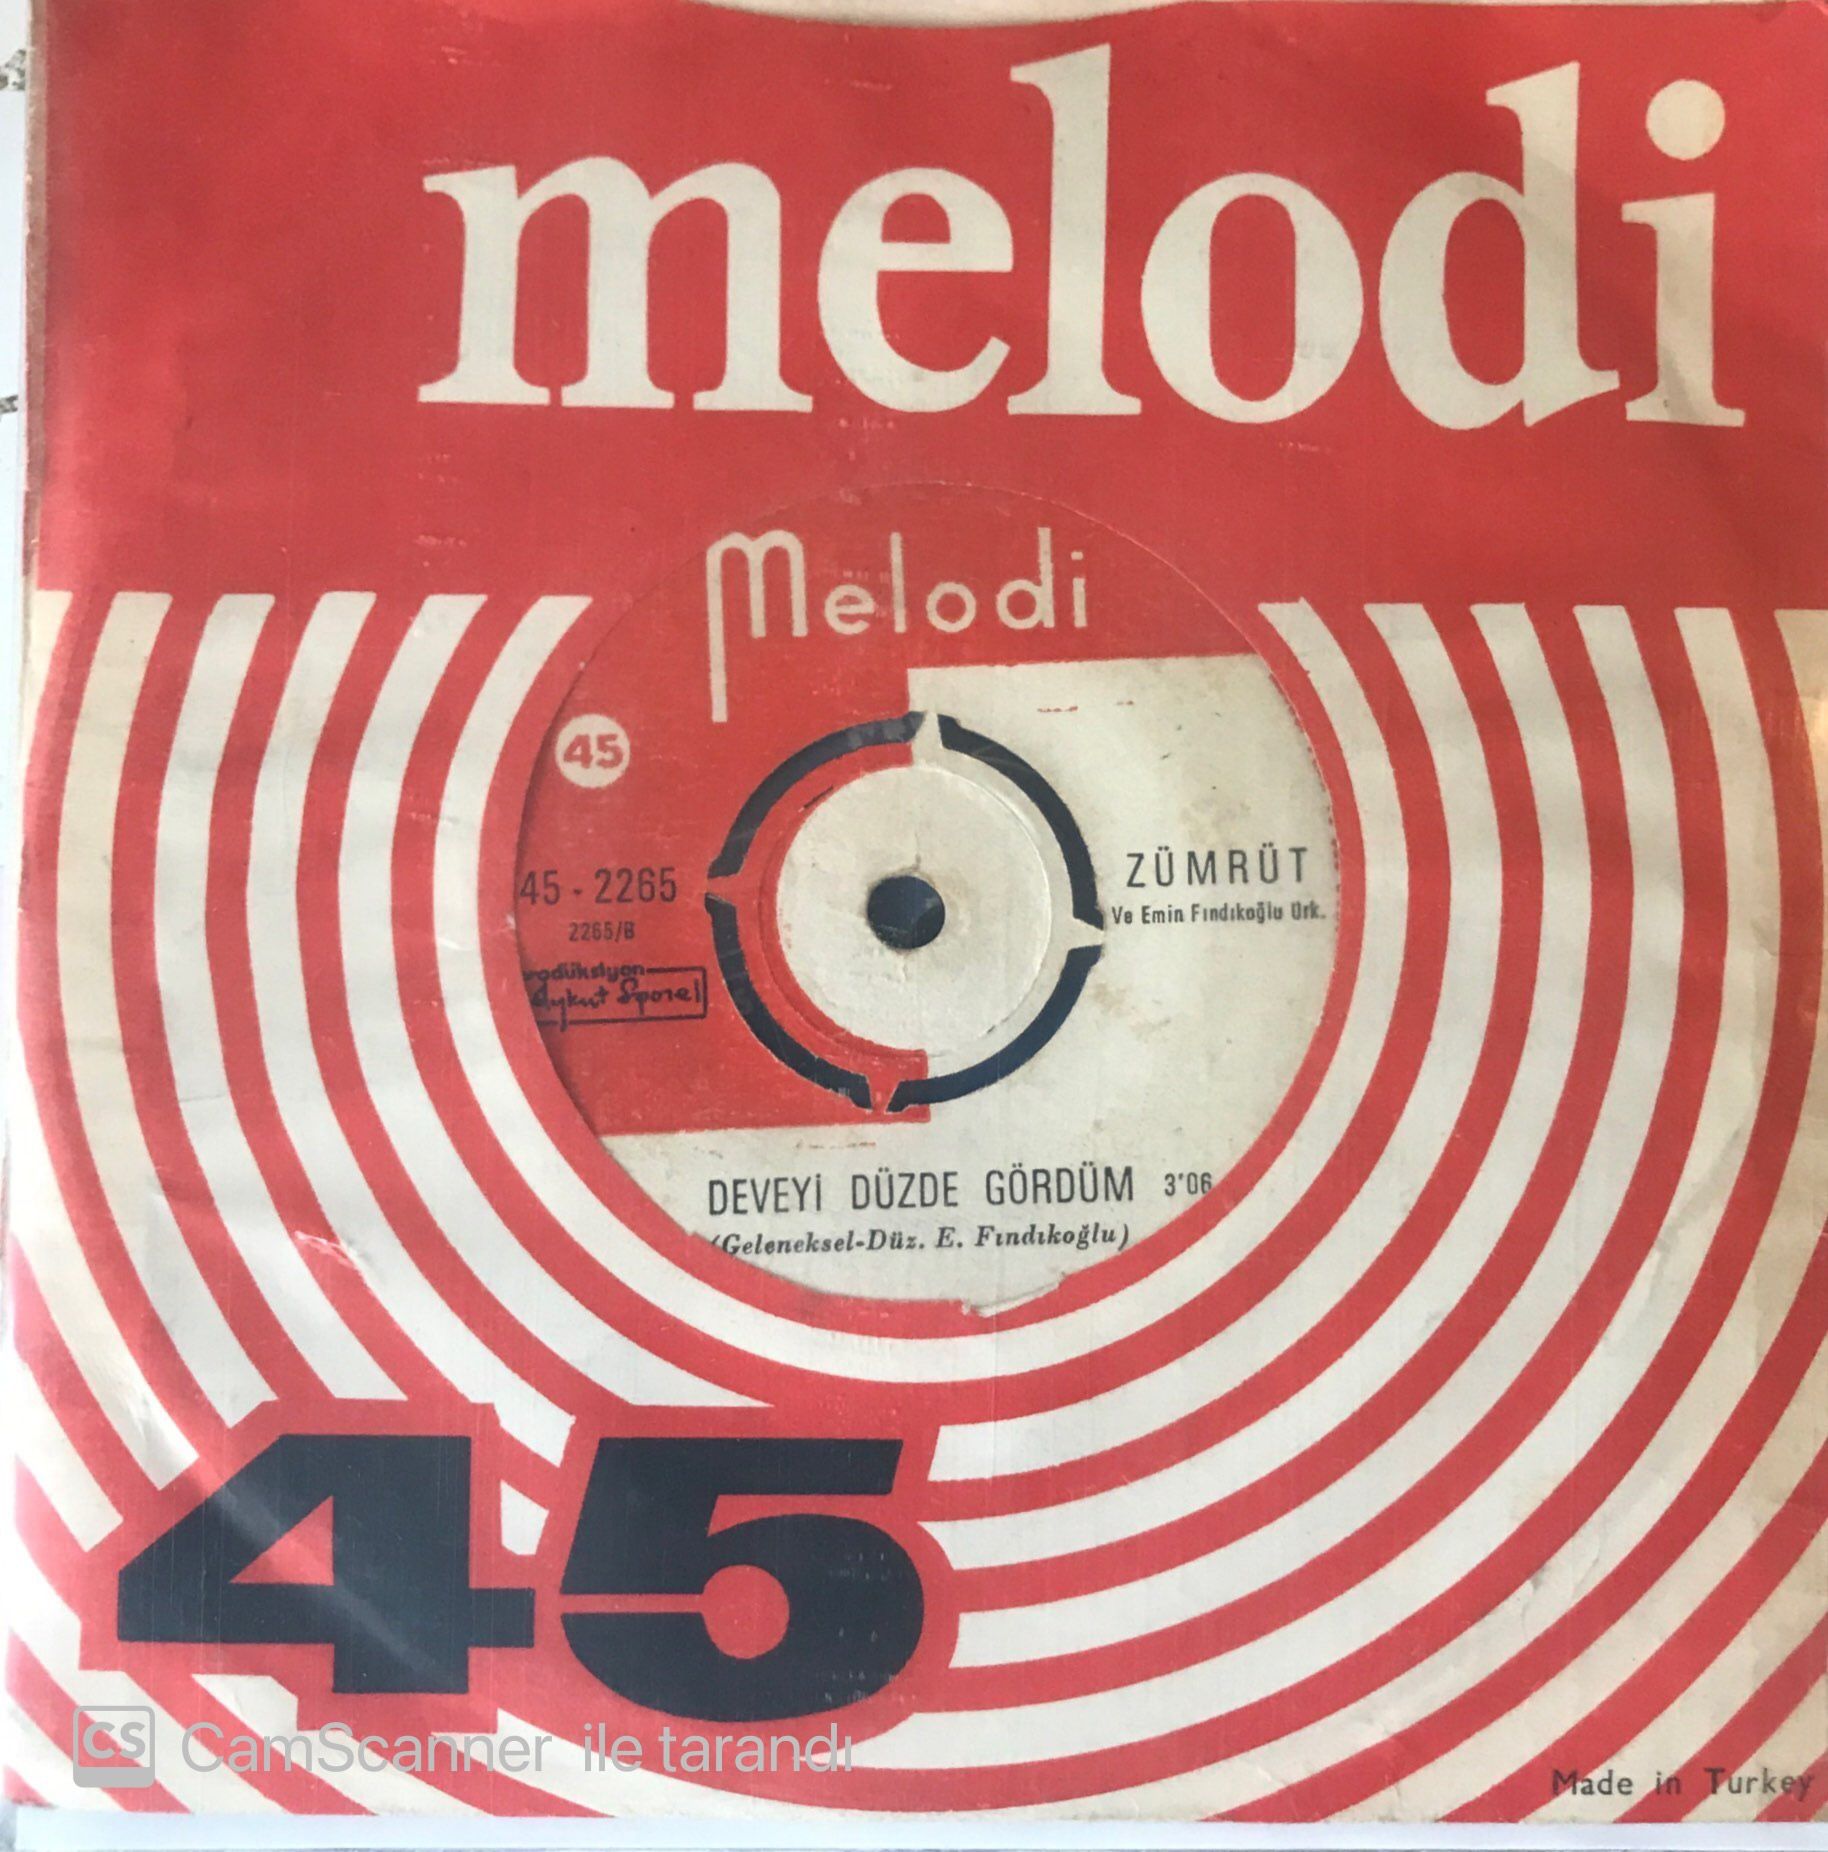 melodi
Melodi
45
45 - 2265
2265/B
Aykut Sporel
ZÜMRÜT
Ve Emin Fındıkoğlu Ork.
DEVEYİ DÜZDE GÖRDÜM 3'06
(Geleneksel-Düz. E. Fındıkoğlu)
45
CS CamScanner ile tarandı
Made in Turkey